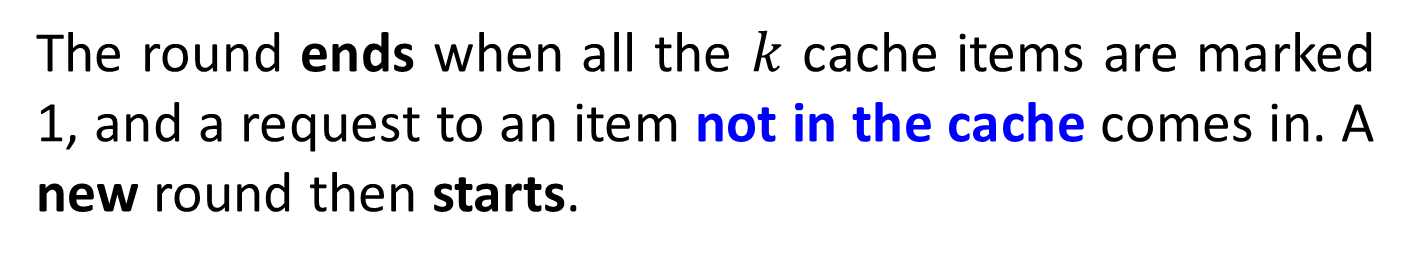 The round ends when all the k cache items are marked
1, and a request to an item not in the cache comes in. A
new round then starts.